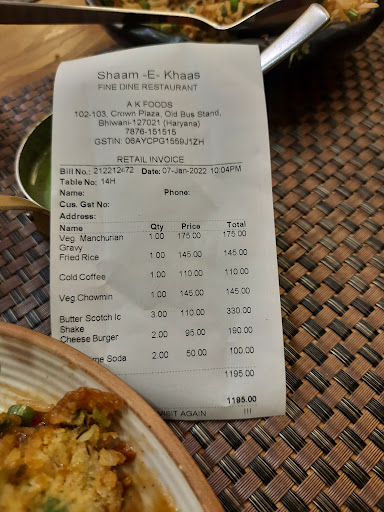 Shaam -E- Khaas
FINE DINE RESTAURANT
A K FOODS
102-103, Crown Plaza, Old Bus Stand,
Bhiwani-127021 (Haryana)
7876-151515
GSTIN: 06AYCPG1559J1ZH
RETAIL INVOICE
Bill No.: 212212672 Date: 07-Jan-2022 10:04PM
Table No.: 14H
Name: Phone:
Cus. Gst No:
Address:
Name Qty Price Total
Veg Manchurian 1.00 175.00 175.00
Gravy
Fried Rice 1.00 145.00 145.00
Cold Coffee 1.00 110.00 110.00
Veg Chowmin 1.00 145.00 145.00
Butter Scotch Ic 3.00 110.00 330.00
Shake
Cheese Burger 2.00 95.00 190.00
Soda 2.00 50.00 100.00
1195.00
1195.00
VISIT AGAIN !!!